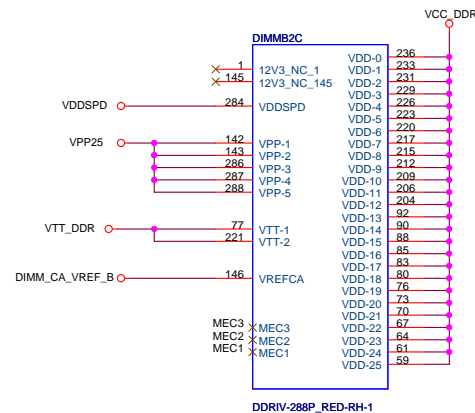 VCC_DDR
DIMMB2C
1 12V3_NC_1
145 12V3_NC_145
VDDSPD 284 VDDSPD
VPP25 142 VPP-1
143 VPP-2
286 VPP-3
287 VPP-4
288 VPP-5
VTT_DDR 77 VTT-1
221 VTT-2
DIMM_CA_VREF_B 146 VREFCA
MEC3 MEC3
MEC2 MEC2
MEC1 MEC1
VDD-0 236
VDD-1 233
VDD-2 231
VDD-3 229
VDD-4 226
VDD-5 223
VDD-6 220
VDD-7 217
VDD-8 215
VDD-9 212
VDD-10 209
VDD-11 206
VDD-12 204
VDD-13 92
VDD-14 90
VDD-15 88
VDD-16 85
VDD-17 83
VDD-18 80
VDD-19 76
VDD-20 73
VDD-21 70
VDD-22 67
VDD-23 64
VDD-24 61
VDD-25 59
DDRIV-288P_RED-RH-1